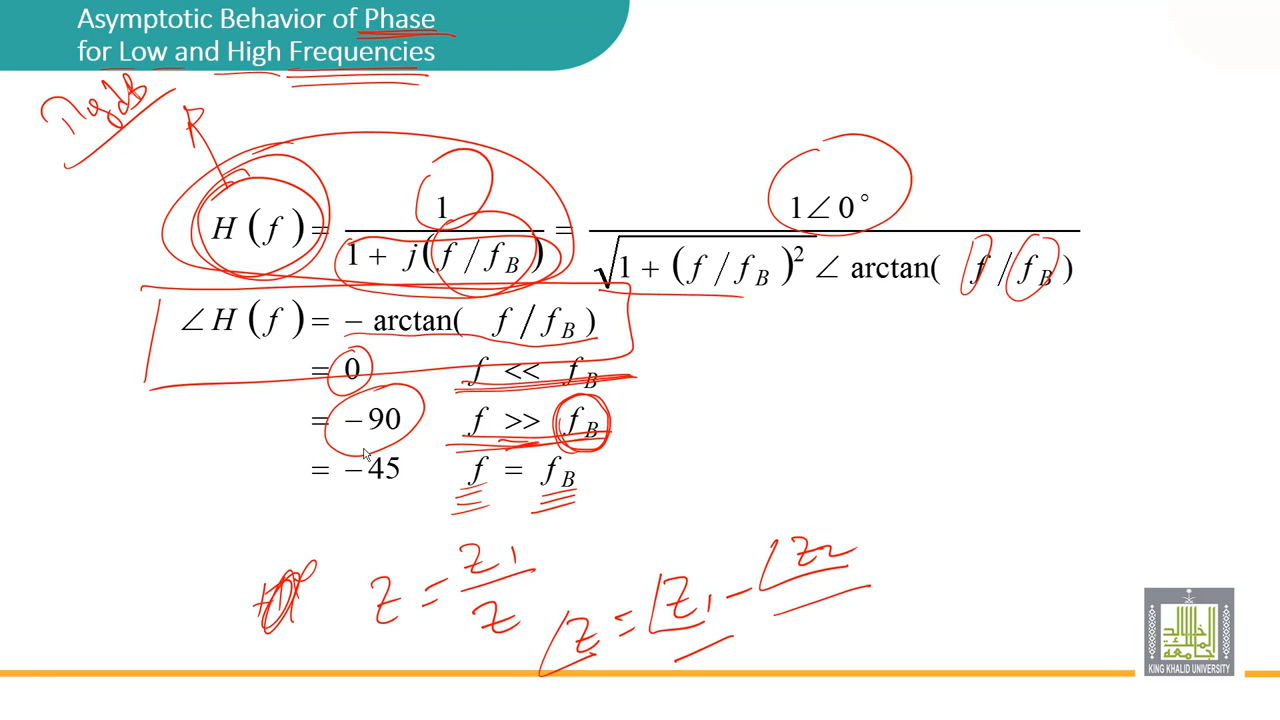 Asymptotic Behavior of Phase
for Low and High Frequencies
H (f) = 1 / (1 + j(f / f_B)) = 1∠0° / (√(1 + (f / f_B)²) ∠ arctan( f / f_B ))
∠H (f) = − arctan( f / f_B )
= 0 f << f_B
= − 90 f >> f_B
= − 45 f = f_B
Z = Z1 / Z
∠Z = ∠Z1 − ∠Z2
KING KHALID UNIVERSITY